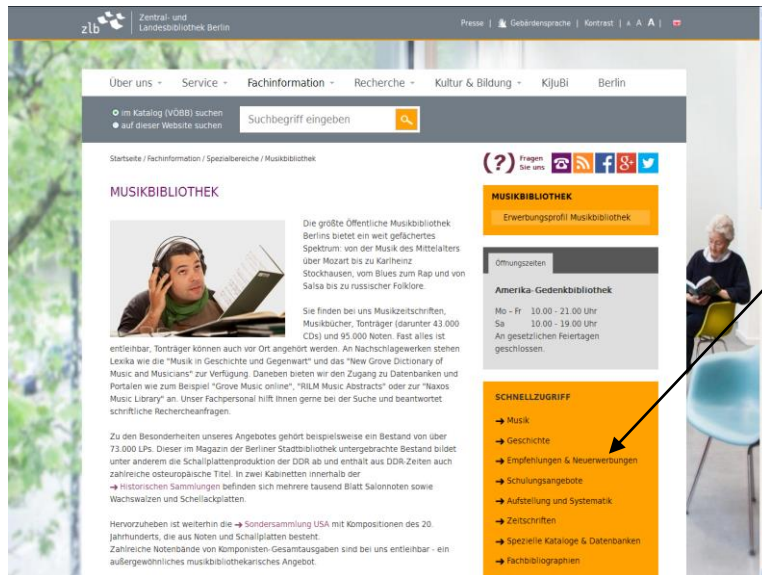 zlb
Zentral- und
Landesbibliothek Berlin
Presse | Gebärdensprache | Kontrast | A A A |
Über uns Service Fachinformation Recherche Kultur & Bildung KiJuBi Berlin
im Katalog (VÖBB) suchen
auf dieser Website suchen
Suchbegriff eingeben
Startseite / Fachinformation / Spezialbereiche / Musikbibliothek
MUSIKBIBLIOTHEK
Die größte Öffentliche Musikbibliothek
Berlins bietet ein weit gefächertes
Spektrum: von der Musik des Mittelalters
über Mozart bis zu Karlheinz
Stockhausen, vom Blues zum Rap und von
Salsa bis zu russischer Folklore.
Sie finden bei uns Musikzeitschriften,
Musikbücher, Tonträger (darunter 43.000
CDs) und 95.000 Noten. Fast alles ist
entleihbar, Tonträger können auch vor Ort angehört werden. An Nachschlagewerken stehen
Lexika wie die "Musik in Geschichte und Gegenwart" und das "New Grove Dictionary of
Music and Musicians" zur Verfügung. Daneben bieten wir den Zugang zu Datenbanken und
Portalen wie zum Beispiel "Grove Music online", "RILM Music Abstracts" oder zur "Naxos
Music Library" an. Unser Fachpersonal hilft Ihnen gerne bei der Suche und beantwortet
schriftliche Rechercheanfragen.
Zu den Besonderheiten unseres Angebotes gehört beispielsweise ein Bestand von über
73.000 LPs. Dieser im Magazin der Berliner Stadtbibliothek untergebrachte Bestand bildet
unter anderem die Schallplattenproduktion der DDR ab und enthält aus DDR-Zeiten auch
zahlreiche osteuropäische Titel. In zwei Kabinetten innerhalb der
→ Historischen Sammlungen befinden sich mehrere tausend Blatt Salonnoten sowie
Wachswalzen und Schellackplatten.
Hervorzuheben ist weiterhin die → Sondersammlung USA mit Kompositionen des 20.
Jahrhunderts, die aus Noten und Schallplatten besteht.
Zahlreiche Notenbände von Komponisten-Gesamtausgaben sind bei uns entleihbar - ein
außergewöhnliches musikbibliothekarisches Angebot.
(?) Fragen
Sie uns
f g+
MUSIKBIBLIOTHEK
Erwerbungsprofil Musikbibliothek
Öffnungszeiten
Amerika-Gedenkbibliothek
Mo - Fr 10.00 - 21.00 Uhr
Sa 10.00 - 19.00 Uhr
An gesetzlichen Feiertagen
geschlossen.
SCHNELLZUGRIFF
→ Musik
→ Geschichte
→ Empfehlungen & Neuerwerbungen
→ Schulungsangebote
→ Aufstellung und Systematik
→ Zeitschriften
→ Spezielle Kataloge & Datenbanken
→ Fachbibliographien